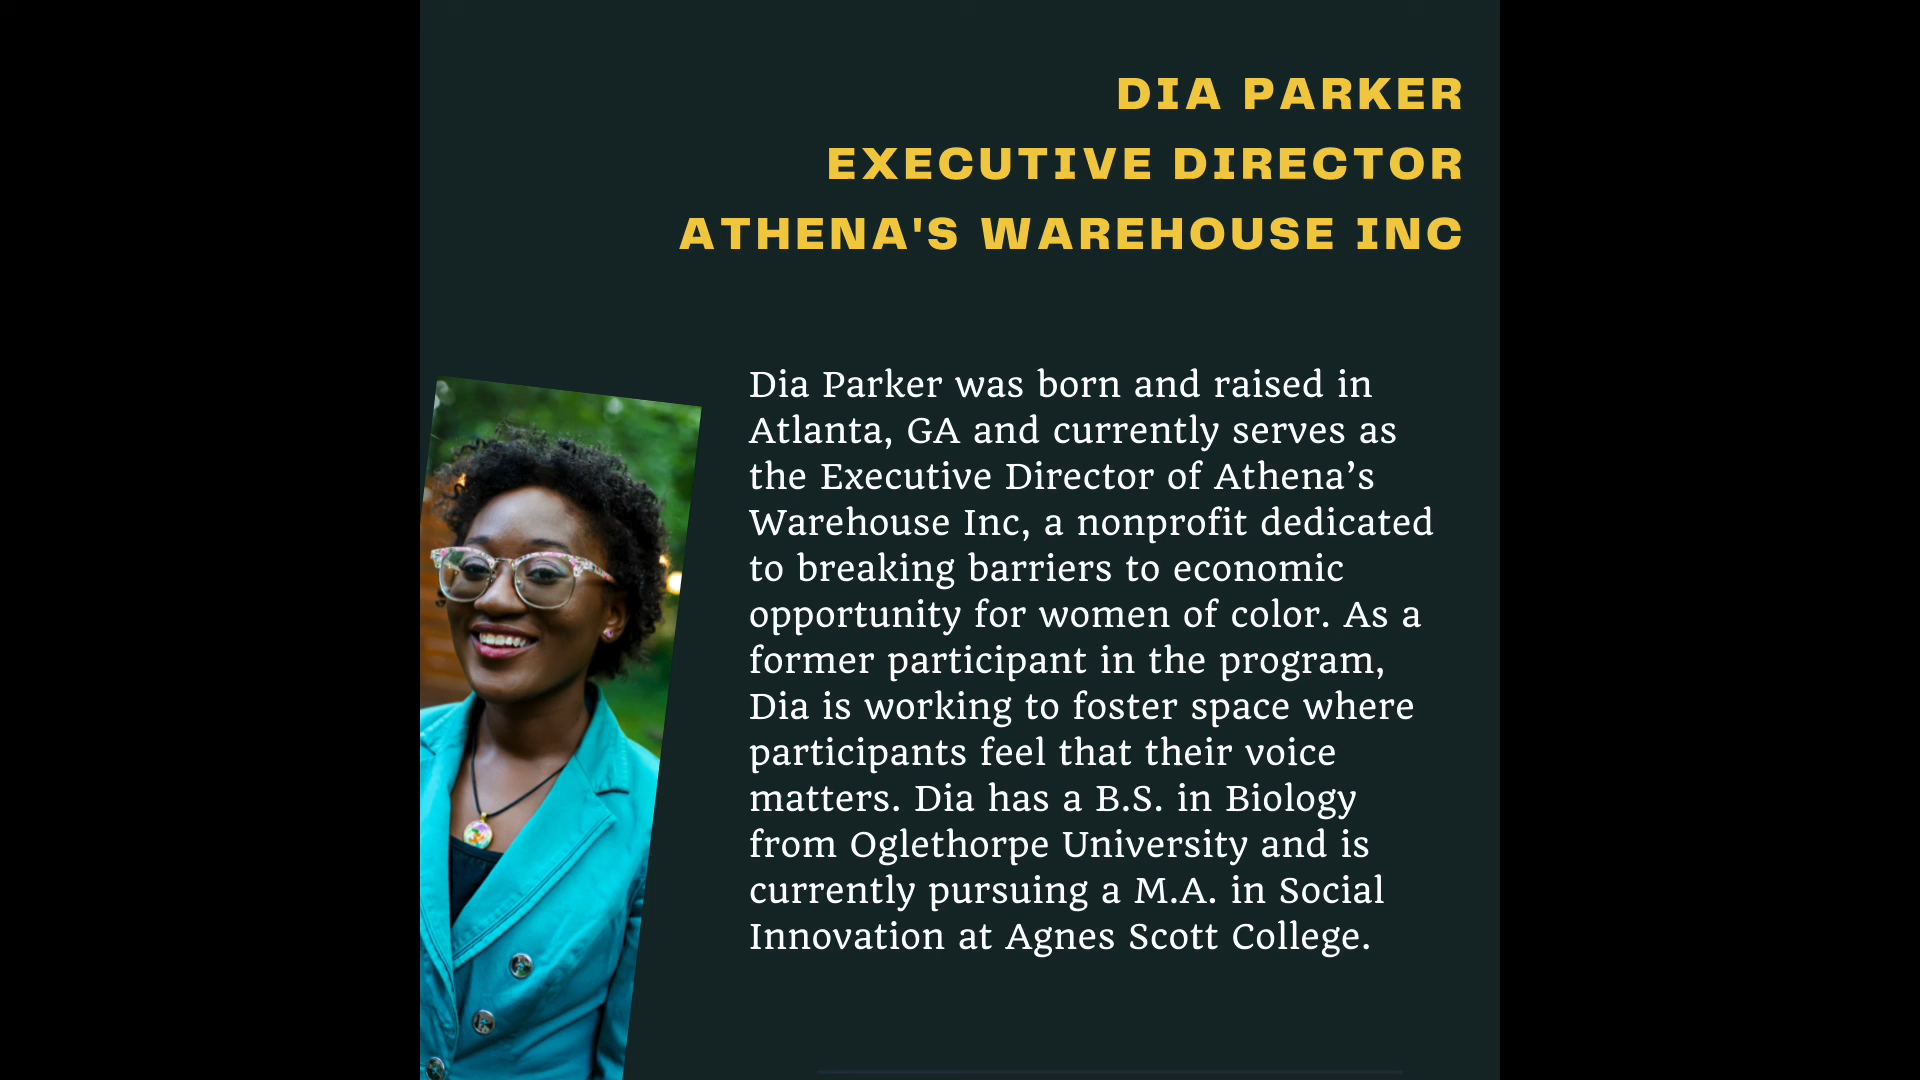 DIA PARKER
EXECUTIVE DIRECTOR
ATHENA'S WAREHOUSE INC
Dia Parker was born and raised in
Atlanta, GA and currently serves as
the Executive Director of Athena’s
Warehouse Inc, a nonprofit dedicated
to breaking barriers to economic
opportunity for women of color. As a
former participant in the program,
Dia is working to foster space where
participants feel that their voice
matters. Dia has a B.S. in Biology
from Oglethorpe University and is
currently pursuing a M.A. in Social
Innovation at Agnes Scott College.